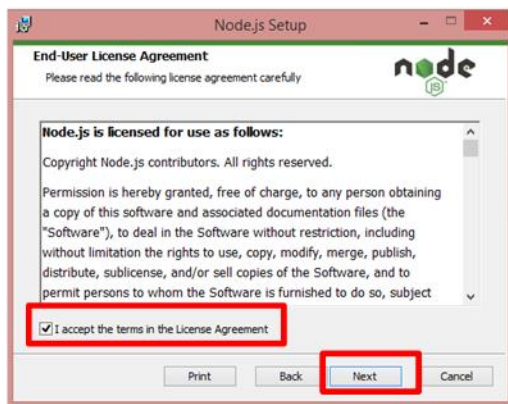 Node.js Setup
End-User License Agreement
Please read the following license agreement carefully
node
JS
Node.js is licensed for use as follows:
Copyright Node.js contributors. All rights reserved.
Permission is hereby granted, free of charge, to any person obtaining
a copy of this software and associated documentation files (the
"Software"), to deal in the Software without restriction, including
without limitation the rights to use, copy, modify, merge, publish,
distribute, sublicense, and/or sell copies of the Software, and to
permit persons to whom the Software is furnished to do so, subject
I accept the terms in the License Agreement
Print Back Next Cancel